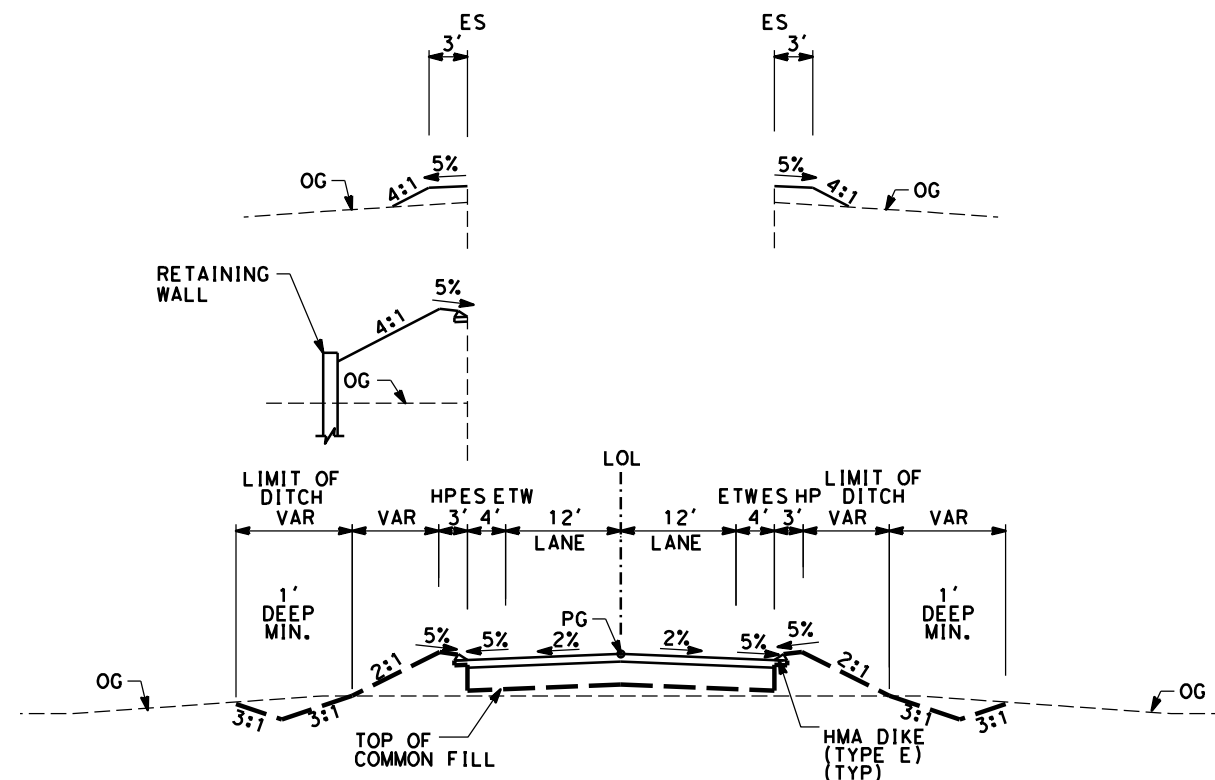 ES
ES
3'
3'
5%
5%
OG
4:1
4:1
OG
RETAINING
WALL
5%
4:1
OG
LOL
LIMIT OF
DITCH
HP ES ETW
ETW ES HP
LIMIT OF
DITCH
VAR
VAR
3'
4'
12'
LANE
12'
LANE
4'
3'
VAR
VAR
1'
DEEP
MIN.
1'
DEEP
MIN.
PG
5%
5%
2%
2%
5%
5%
2:1
2:1
OG
OG
3:1
3:1
3:1
3:1
TOP OF
COMMON FILL
HMA DIKE
(TYPE E)
(TYP)